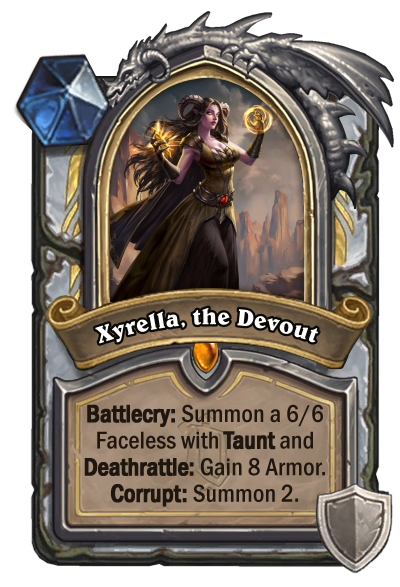 Xyrella, the Devout
Battlecry: Summon a 6/6
Faceless with Taunt and
Deathrattle: Gain 8 Armor.
Corrupt: Summon 2.